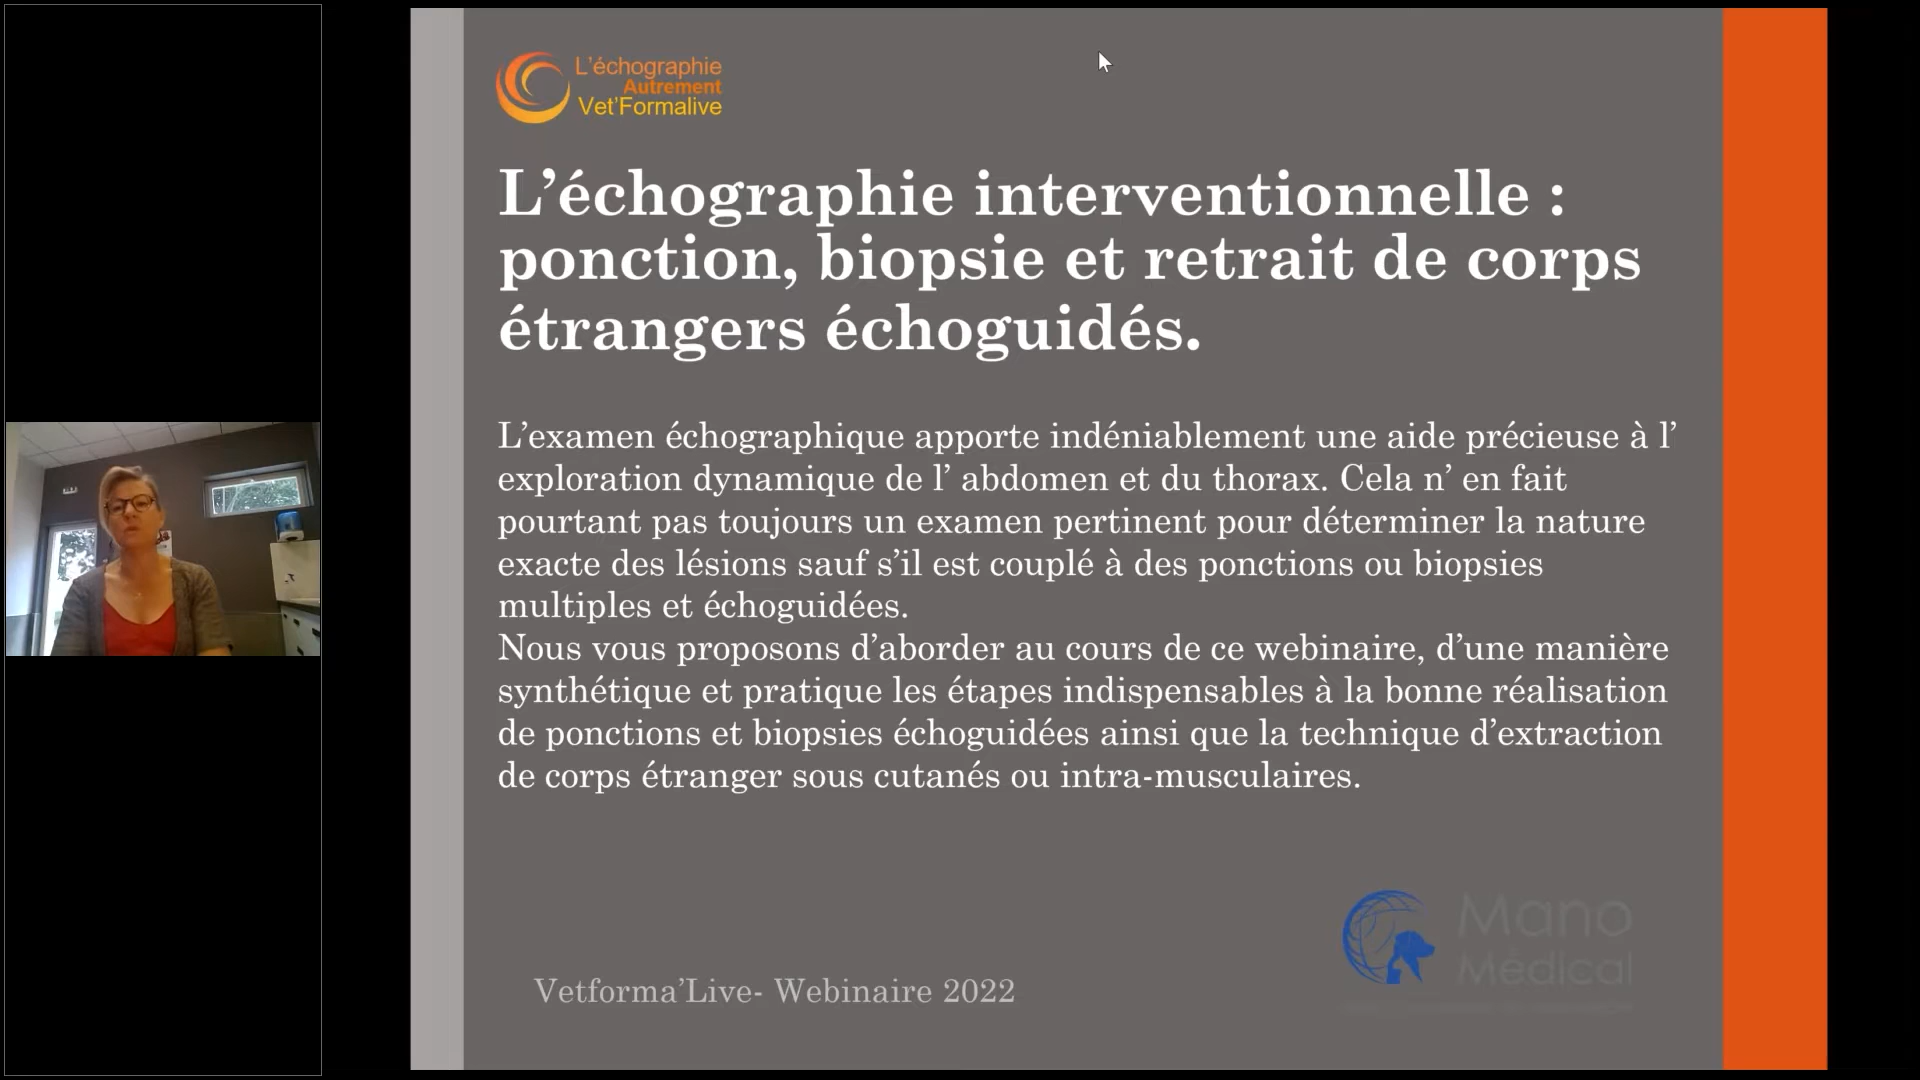 L'échographie
Autrement
Vet'Formalive
L’échographie interventionnelle :
ponction, biopsie et retrait de corps
étrangers échoguidés.
L’examen échographique apporte indéniablement une aide précieuse à l’
exploration dynamique de l’ abdomen et du thorax. Cela n’ en fait
pourtant pas toujours un examen pertinent pour déterminer la nature
exacte des lésions sauf s’il est couplé à des ponctions ou biopsies
multiples et échoguidées.
Nous vous proposons d’aborder au cours de ce webinaire, d’une manière
synthétique et pratique les étapes indispensables à la bonne réalisation
de ponctions et biopsies échoguidées ainsi que la technique d’extraction
de corps étranger sous cutanés ou intra-musculaires.
Mano
Médical
Vetforma’Live- Webinaire 2022